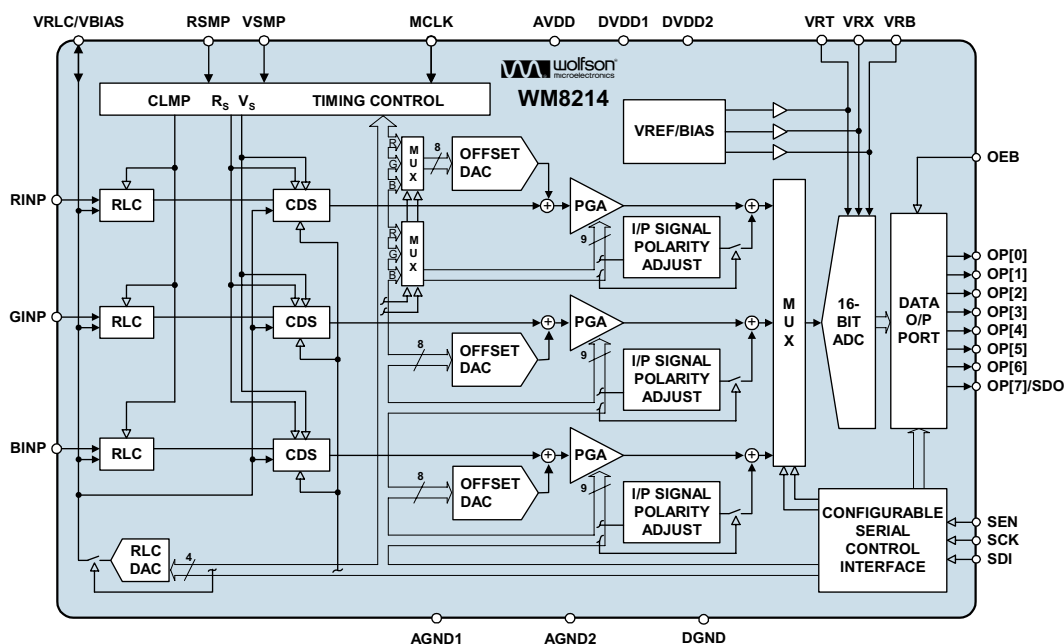 VRLC/VBIAS RSMP VSMP MCLK AVDD DVDD1 DVDD2 VRT VRX VRB
wolfson®
microelectronics
WM8214
CLMP RS VS TIMING CONTROL
VREF/BIAS
R
G
B
MUX
8
OFFSET
DAC
OEB
RINP
RLC
CDS
+
PGA
+
R
G
B
MUX
9
I/P SIGNAL
POLARITY
ADJUST
MUX
16-
BIT
ADC
DATA
O/P
PORT
OP[0]
OP[1]
OP[2]
OP[3]
OP[4]
OP[5]
OP[6]
OP[7]/SDO
GINP
RLC
CDS
+
PGA
+
8
OFFSET
DAC
9
I/P SIGNAL
POLARITY
ADJUST
BINP
RLC
CDS
+
PGA
+
8
OFFSET
DAC
9
I/P SIGNAL
POLARITY
ADJUST
CONFIGURABLE
SERIAL
CONTROL
INTERFACE
SEN
SCK
SDI
RLC
DAC
4
AGND1 AGND2 DGND